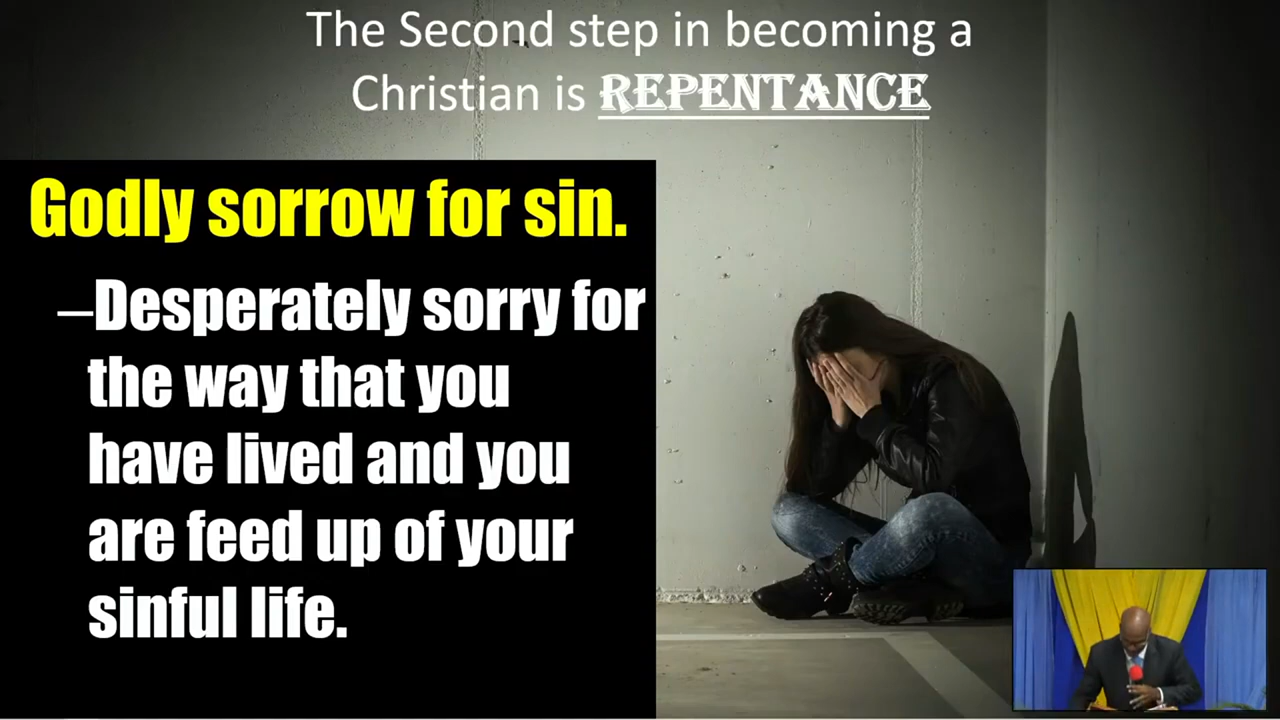 The Second step in becoming a
Christian is REPENTANCE
Godly sorrow for sin.
–Desperately sorry for
the way that you
have lived and you
are feed up of your
sinful life.